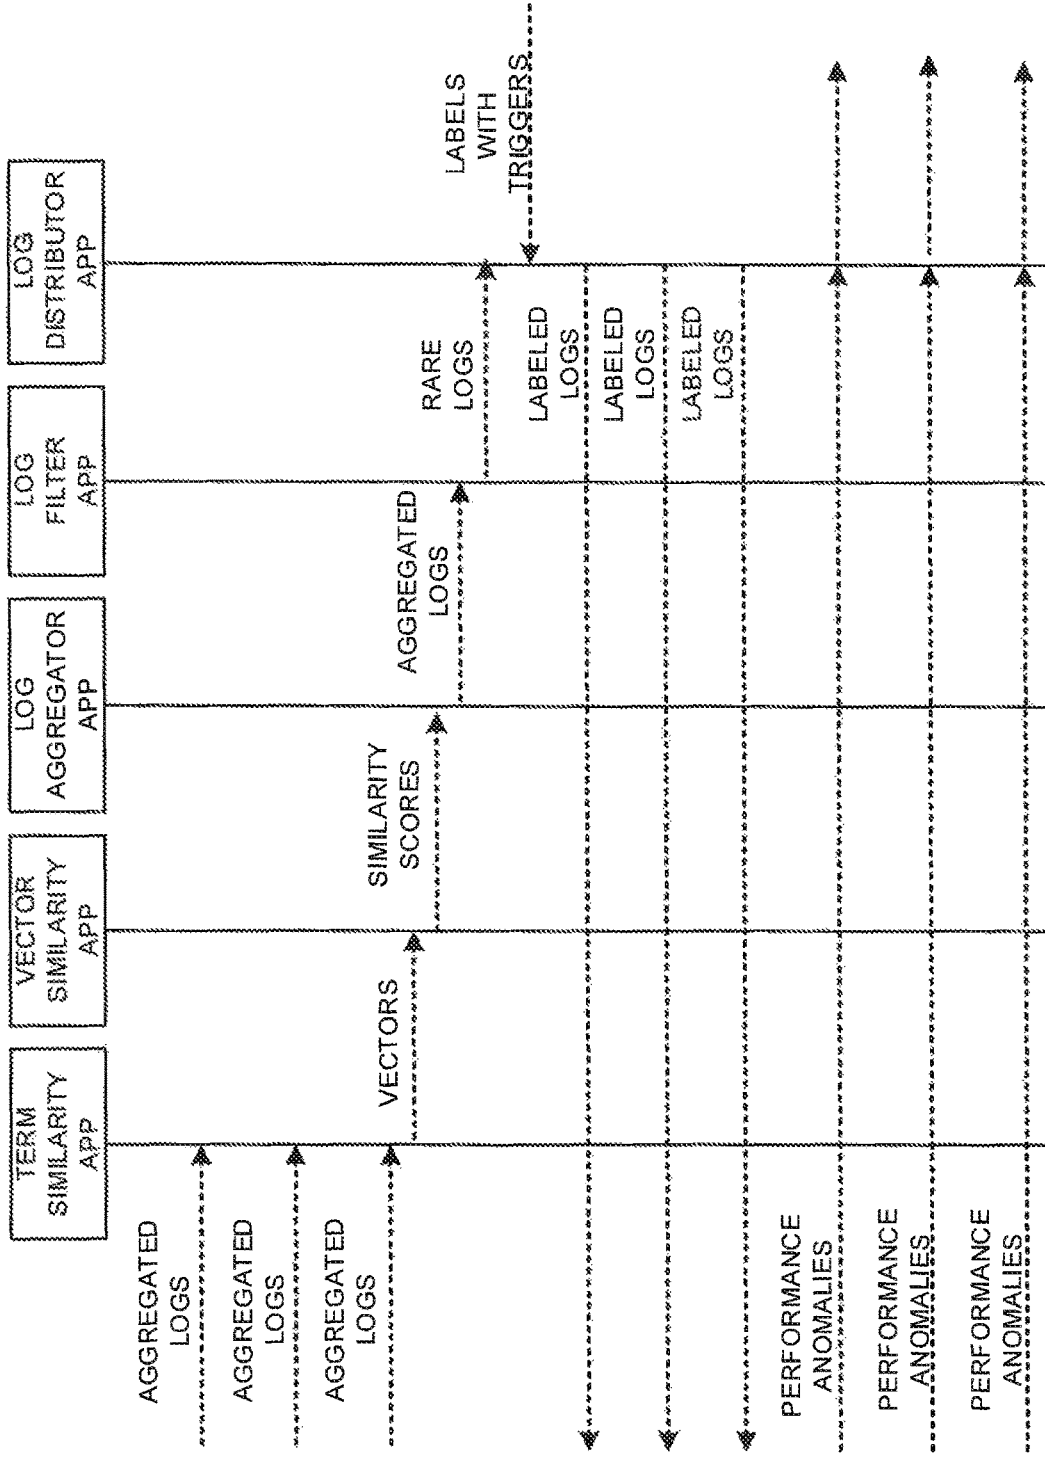 TERM
SIMILARITY
APP
VECTOR
SIMILARITY
APP
LOG
AGGREGATOR
APP
LOG
FILTER
APP
LOG
DISTRIBUTOR
APP
AGGREGATED
LOGS
AGGREGATED
LOGS
AGGREGATED
LOGS
VECTORS
SIMILARITY
SCORES
AGGREGATED
LOGS
RARE
LOGS
LABELS
WITH
TRIGGERS
LABELED
LOGS
LABELED
LOGS
LABELED
LOGS
PERFORMANCE
ANOMALIES
PERFORMANCE
ANOMALIES
PERFORMANCE
ANOMALIES